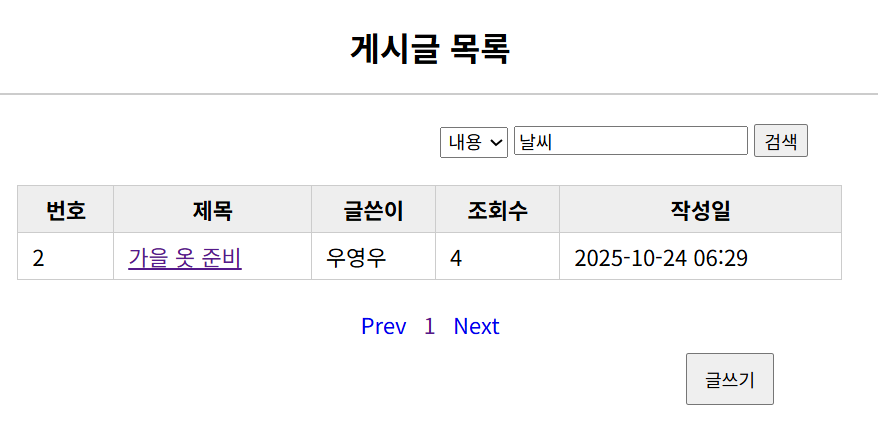 게시글 목록
내용 날씨 검색
번호 제목 글쓴이 조회수 작성일
2 가을 옷 준비 우영우 4 2025-10-24 06:29
Prev 1 Next
글쓰기